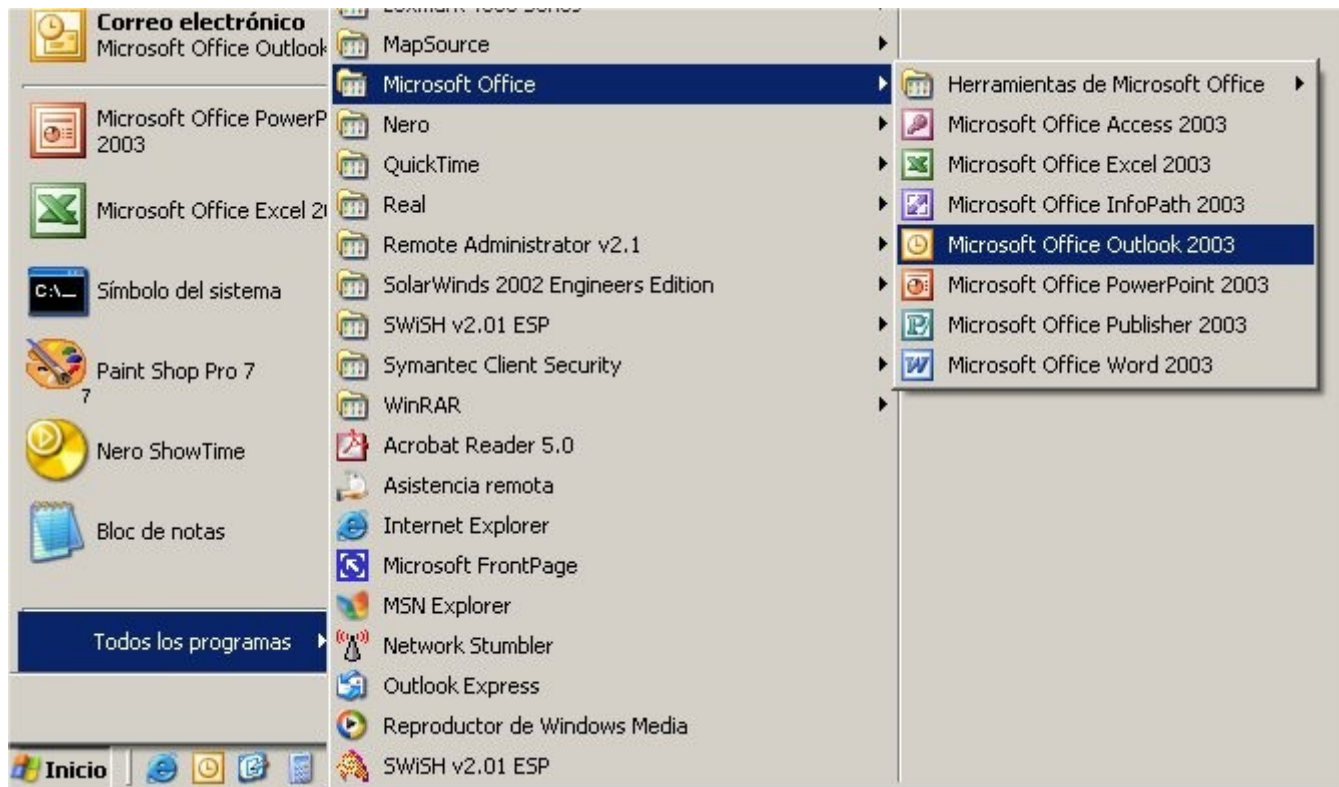 Correo electrónico
Microsoft Office Outlook
Microsoft Office PowerP
2003
Microsoft Office Excel 2
C:\_
Símbolo del sistema
7
Paint Shop Pro 7
Nero ShowTime
Bloc de notas
Todos los programas
Inicio
MapSource
Microsoft Office
Nero
QuickTime
Real
Remote Administrator v2.1
SolarWinds 2002 Engineers Edition
SWiSH v2.01 ESP
Symantec Client Security
WinRAR
Acrobat Reader 5.0
Asistencia remota
Internet Explorer
Microsoft FrontPage
MSN Explorer
Network Stumbler
Outlook Express
Reproductor de Windows Media
SWiSH v2.01 ESP
Herramientas de Microsoft Office
Microsoft Office Access 2003
Microsoft Office Excel 2003
Microsoft Office InfoPath 2003
Microsoft Office Outlook 2003
Microsoft Office PowerPoint 2003
Microsoft Office Publisher 2003
Microsoft Office Word 2003